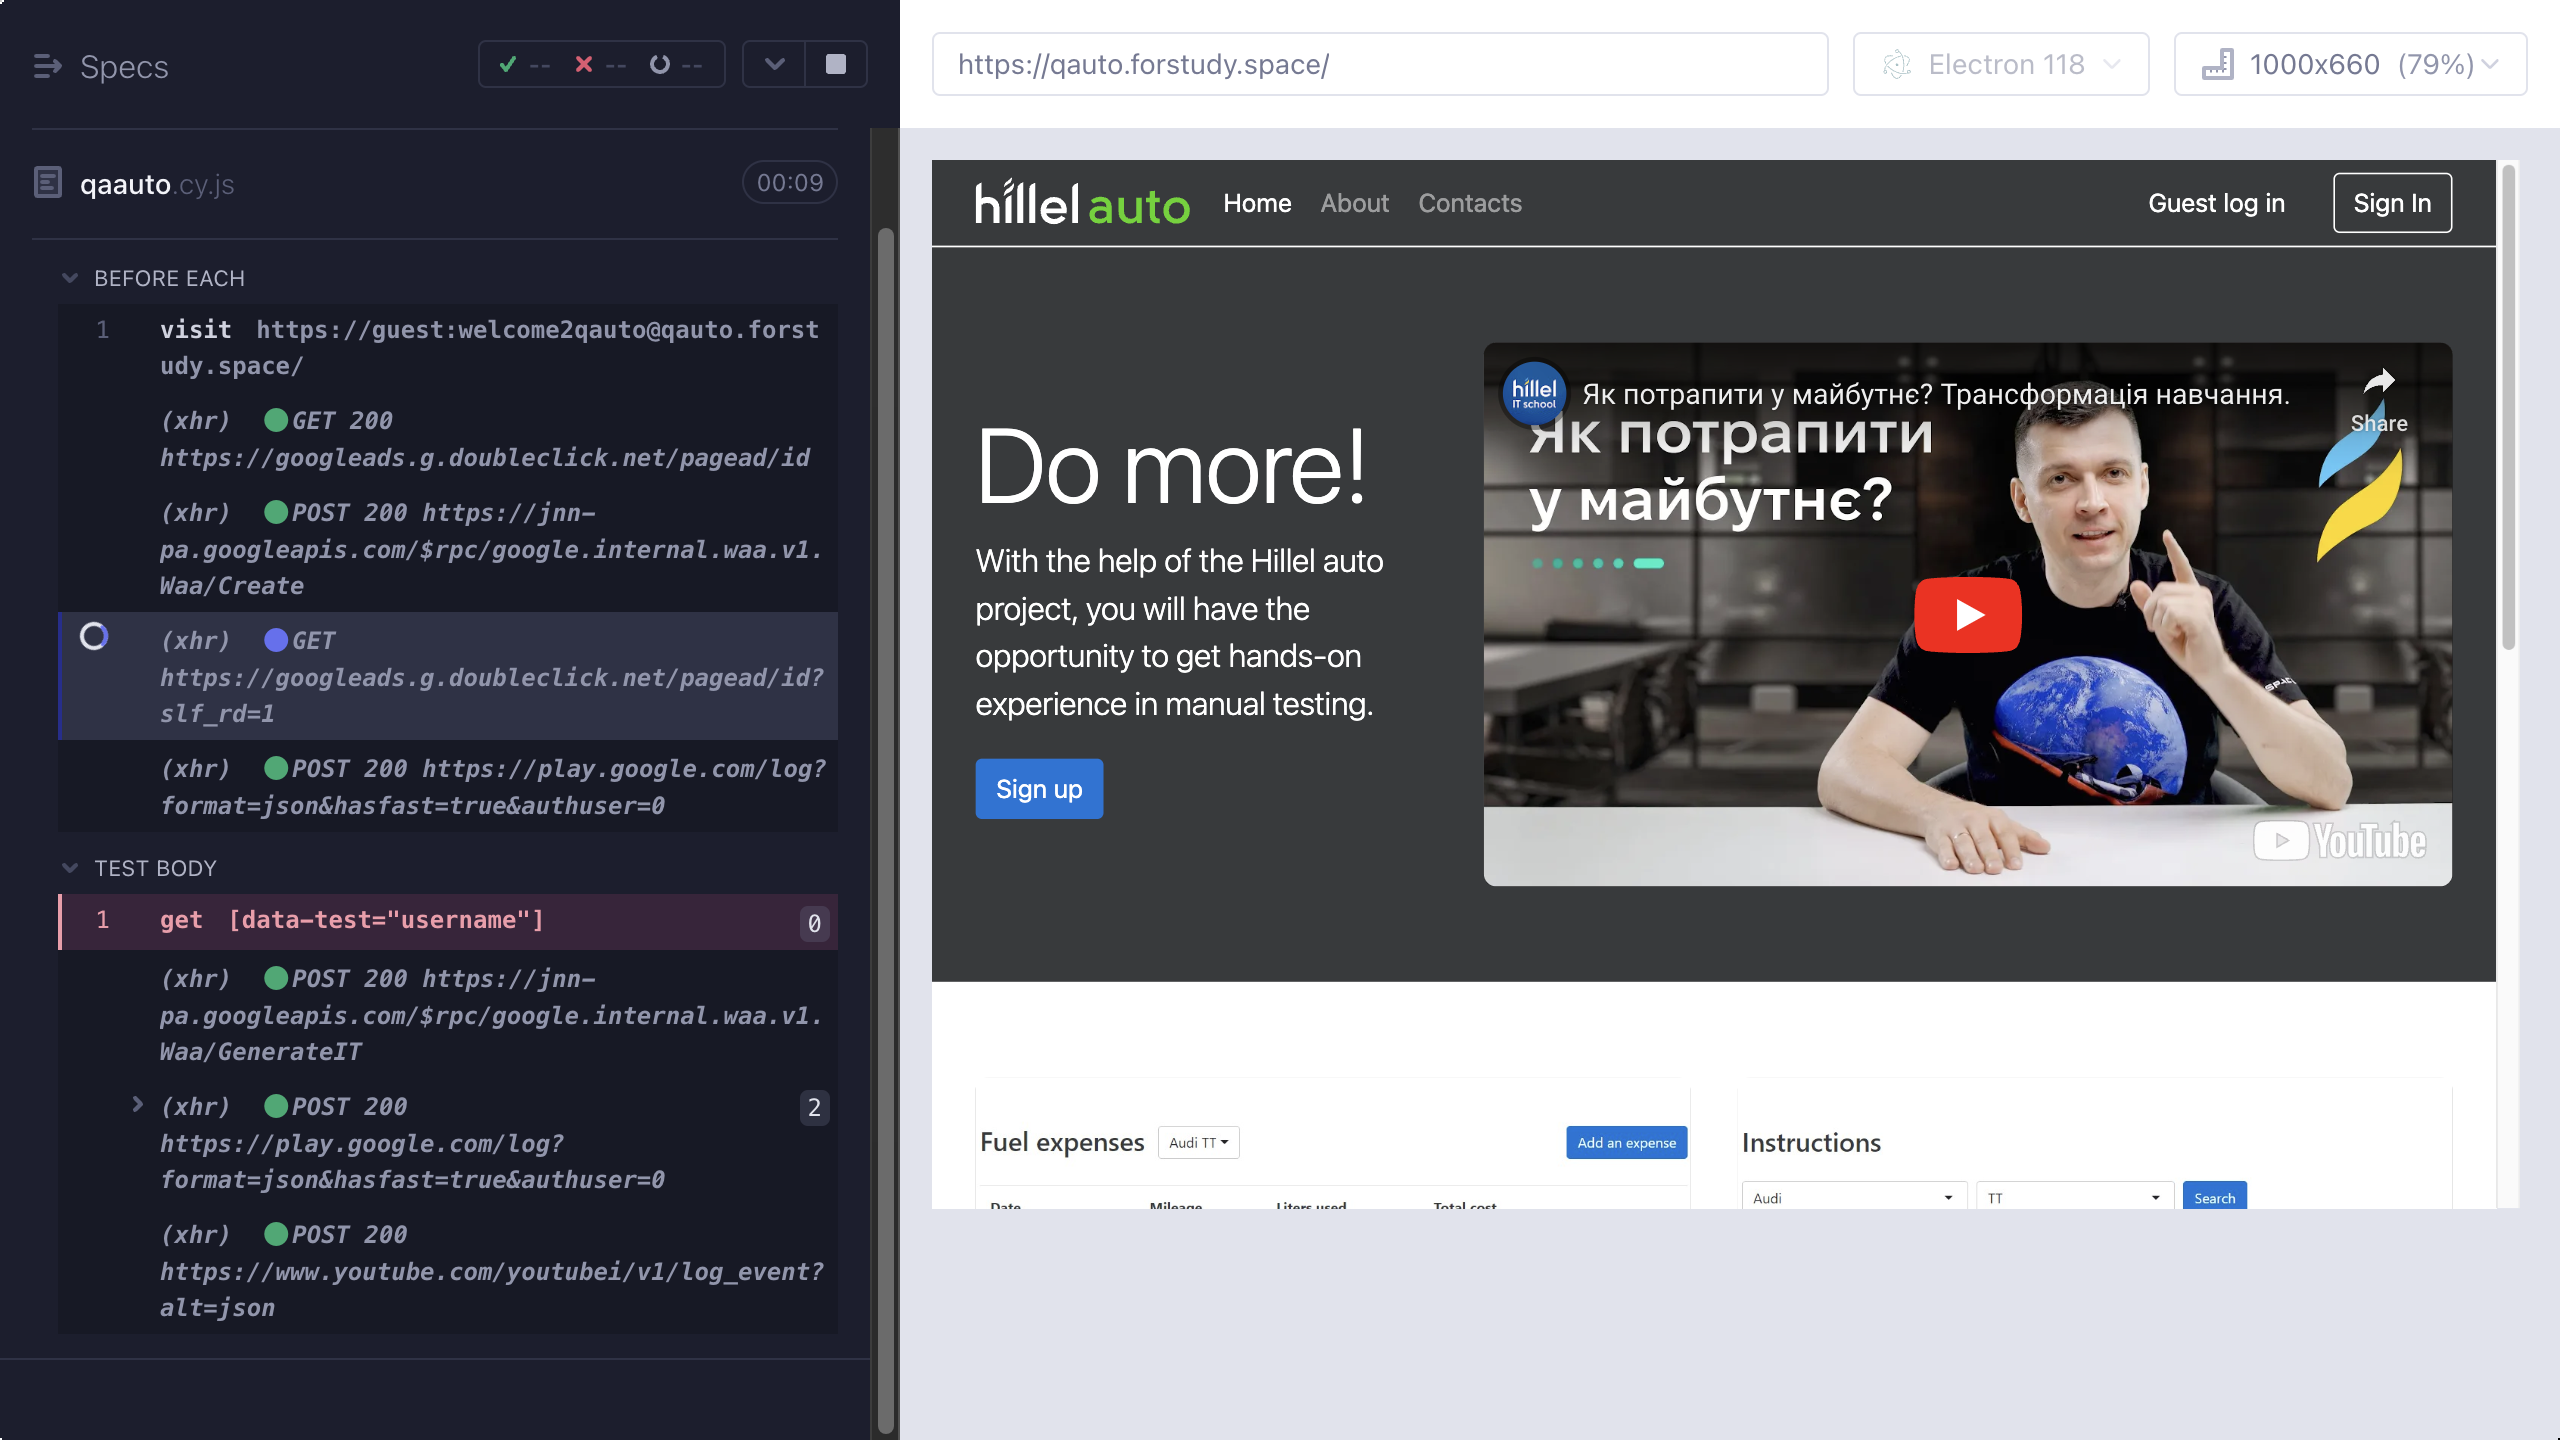 Specs
-- -- --
qaauto.cy.js
00:09
BEFORE EACH
1 visit https://guest:welcome2qauto@qauto.forst
udy.space/
(xhr) GET 200
https://googleads.g.doubleclick.net/pagead/id
(xhr) POST 200 https://jnn-
pa.googleapis.com/$rpc/google.internal.waa.v1.
Waa/Create
(xhr) GET
https://googleads.g.doubleclick.net/pagead/id?
slf_rd=1
(xhr) POST 200 https://play.google.com/log?
format=json&hasfast=true&authuser=0
TEST BODY
1 get [data-test="username"] 0
(xhr) POST 200 https://jnn-
pa.googleapis.com/$rpc/google.internal.waa.v1.
Waa/GenerateIT
(xhr) POST 200 2
https://play.google.com/log?
format=json&hasfast=true&authuser=0
(xhr) POST 200
https://www.youtube.com/youtubei/v1/log_event?
alt=json
https://qauto.forstudy.space/
Electron 118
1000x660 (79%)
hillel auto Home About Contacts Guest log in Sign In
Do more!
With the help of the Hillel auto
project, you will have the
opportunity to get hands-on
experience in manual testing.
Sign up
hillel
IT school
Як потрапити у майбутнє? Трансформація навчання.
Share
Як потрапити
у майбутнє?
SPACE
YouTube
Fuel expenses Audi TT Add an expense
Date Mileage Liters used Total cost
Instructions
Audi TT Search